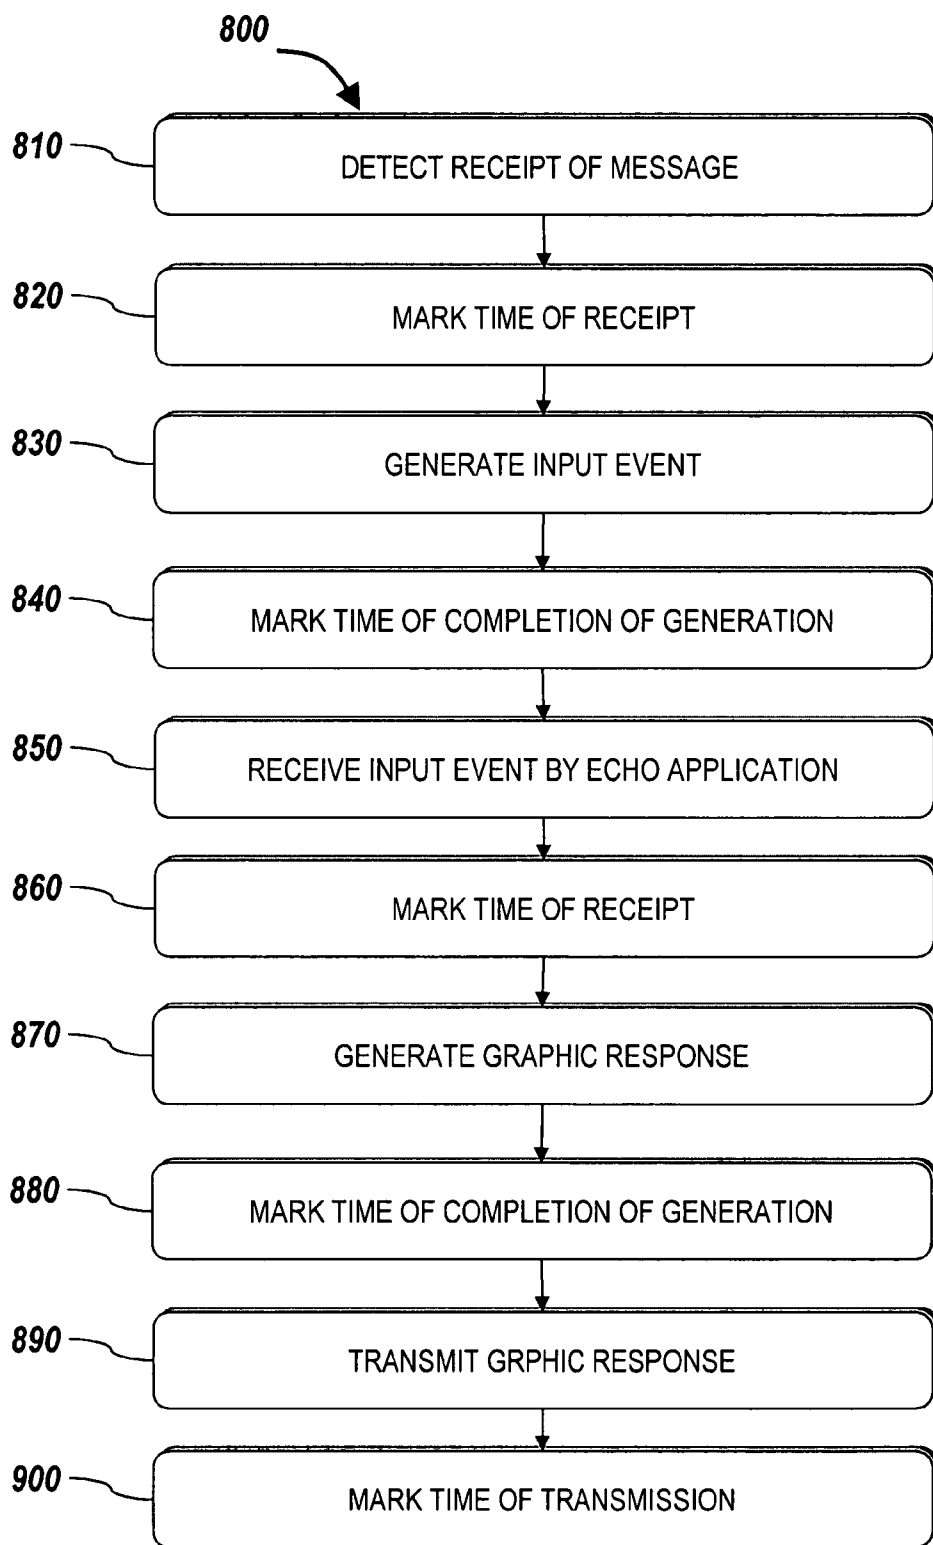 800
810 DETECT RECEIPT OF MESSAGE
820 MARK TIME OF RECEIPT
830 GENERATE INPUT EVENT
840 MARK TIME OF COMPLETION OF GENERATION
850 RECEIVE INPUT EVENT BY ECHO APPLICATION
860 MARK TIME OF RECEIPT
870 GENERATE GRAPHIC RESPONSE
880 MARK TIME OF COMPLETION OF GENERATION
890 TRANSMIT GRPHIC RESPONSE
900 MARK TIME OF TRANSMISSION